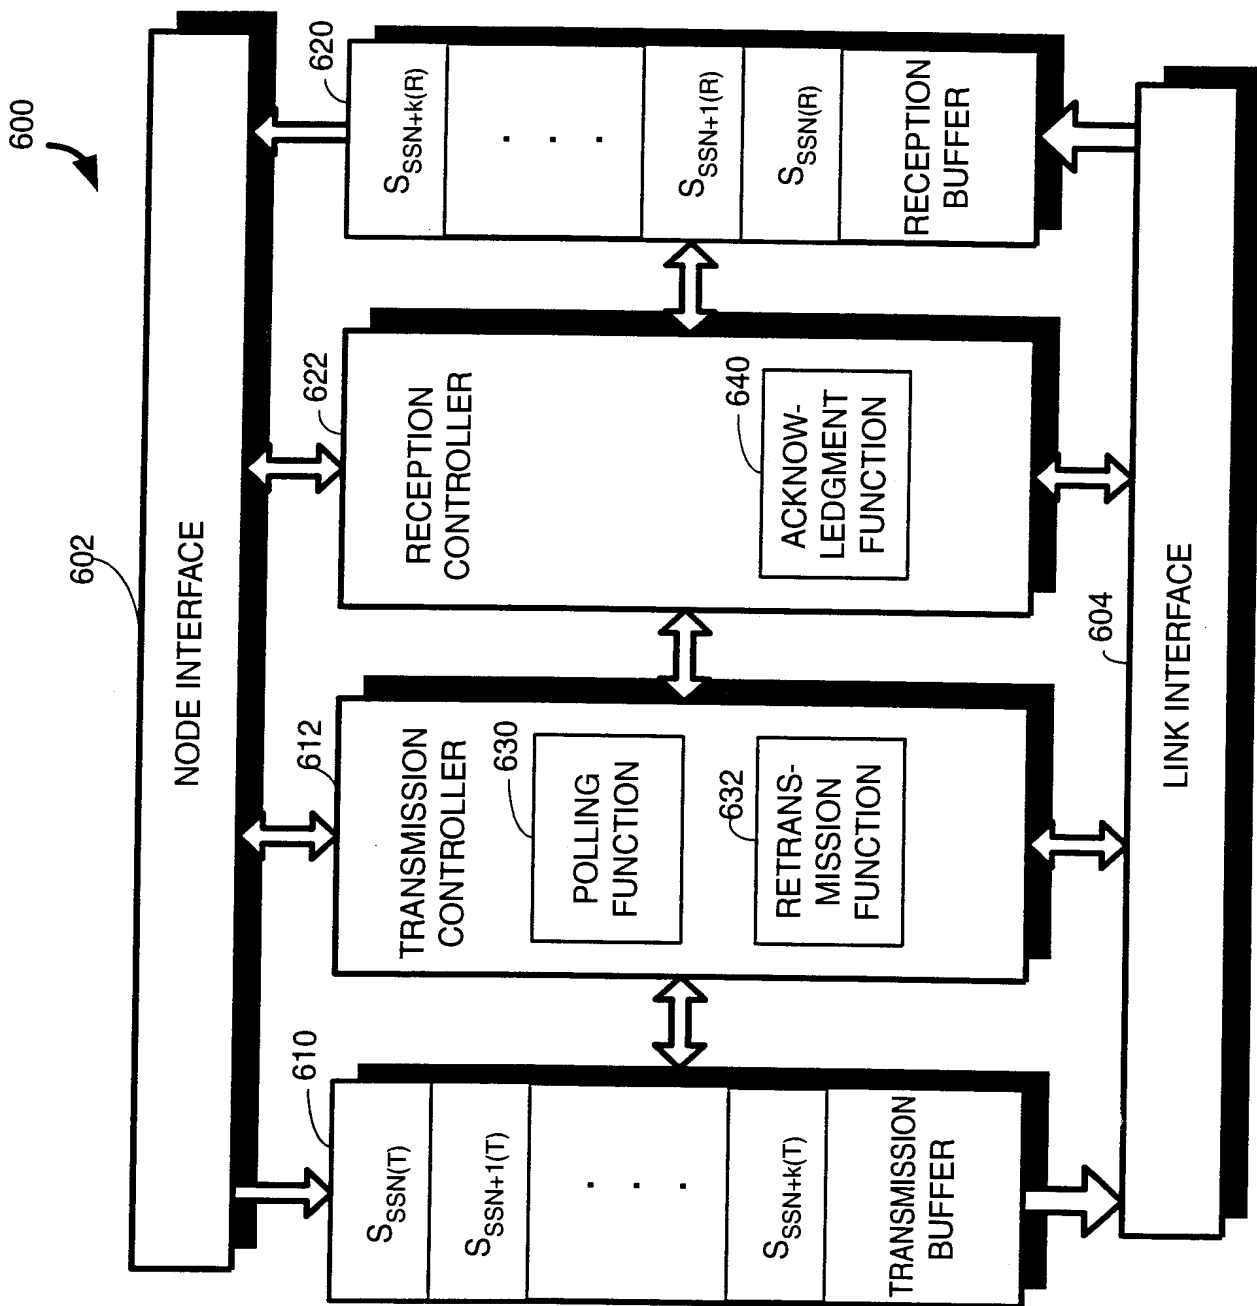 600
602
NODE INTERFACE
610
S_SSN(T)
S_SSN+1(T)
. . .
S_SSN+k(T)
TRANSMISSION
BUFFER
612
TRANSMISSION
CONTROLLER
630
POLLING
FUNCTION
632
RETRANS-
MISSION
FUNCTION
622
RECEPTION
CONTROLLER
640
ACKNOW-
LEDGMENT
FUNCTION
620
S_SSN+k(R)
. . .
S_SSN+1(R)
S_SSN(R)
RECEPTION
BUFFER
604
LINK INTERFACE